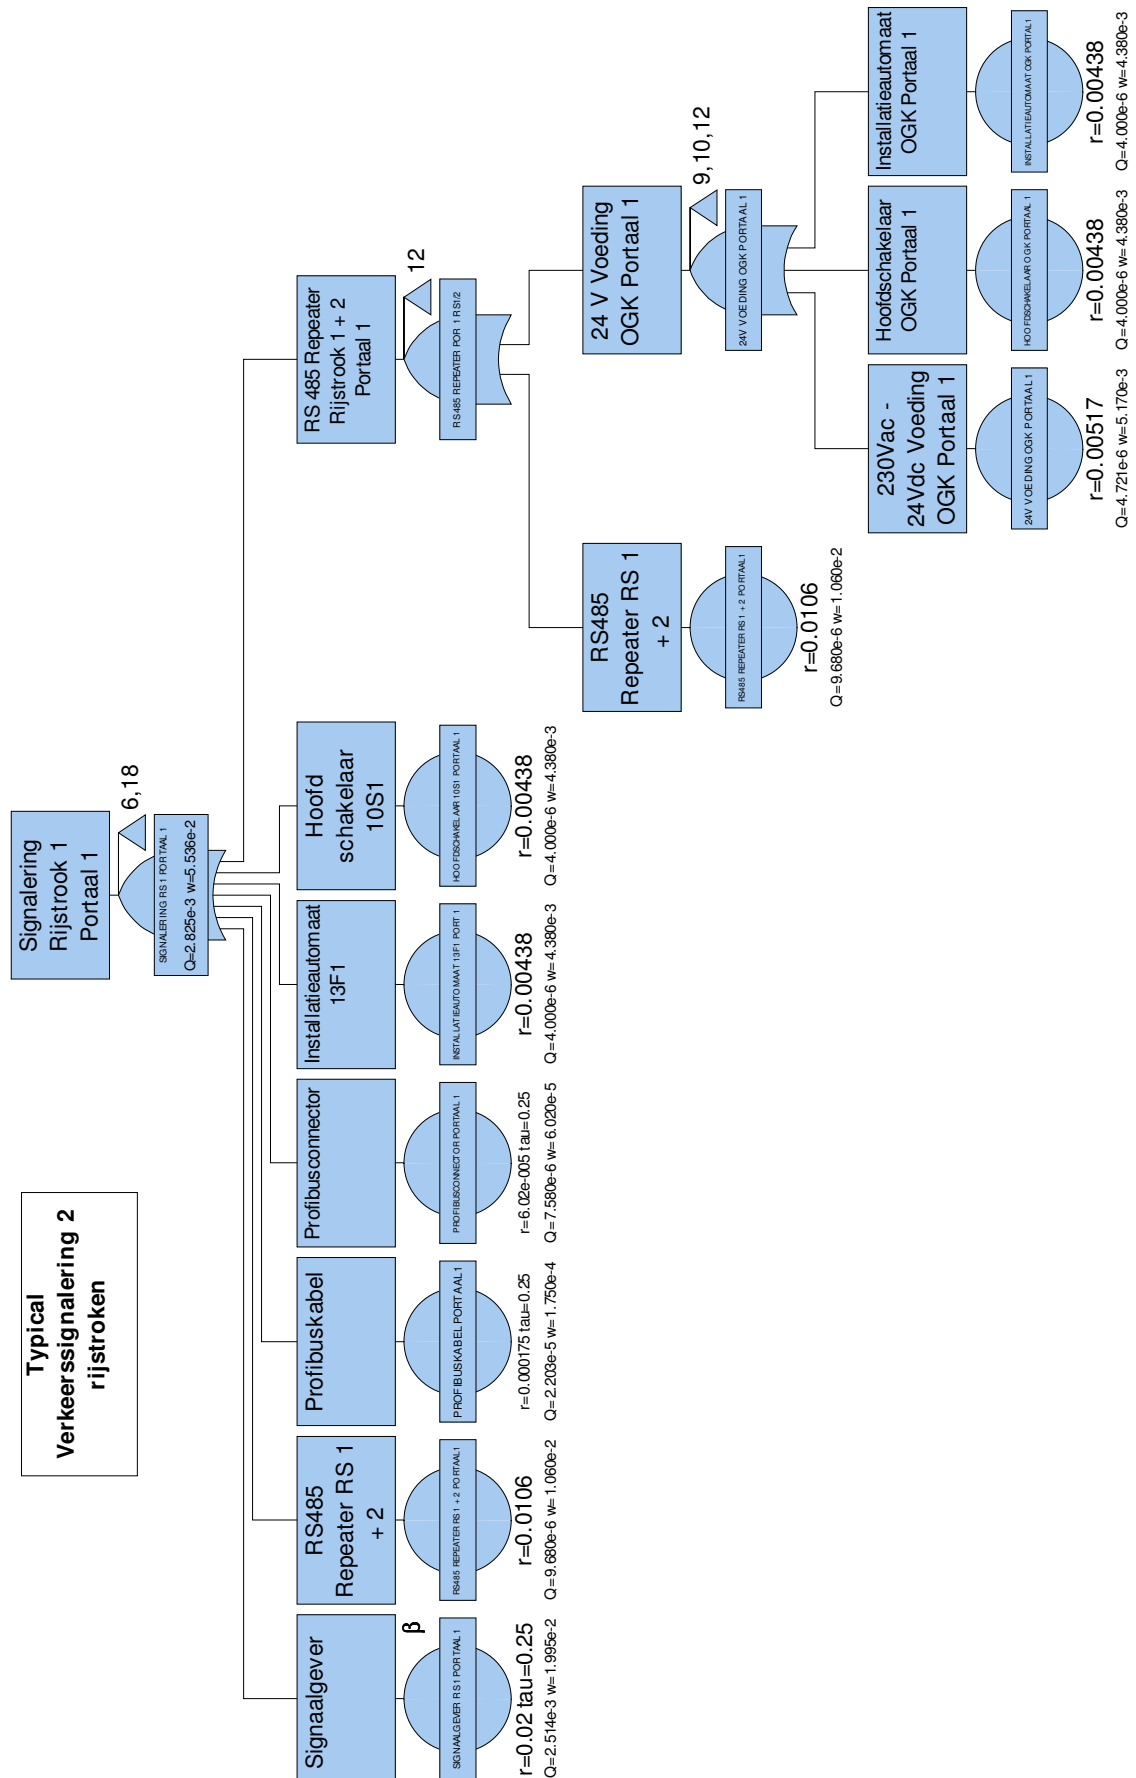 Typical
Verkeerssignalering 2
rijstroken
Signalering
Rijstrook 1
Portaal 1
6,18
SIGNALERING RS 1 PORTAAL 1
Q=2.825e-3 w=5.536e-2
Signaalgever
β
SIGNAALGEVER RS1 PORTAAL 1
r=0.02 tau=0.25
Q=2.514e-3 w=1.995e-2
RS485
Repeater RS 1
+ 2
RS485 REPEATER RS 1 + 2 PORTAAL1
r=0.0106
Q=9.680e-6 w=1.060e-2
Profibuskabel
PROFIBUSKABEL PORTAAL1
r=0.000175 tau=0.25
Q=2.203e-5 w=1.750e-4
Profibusconnector
PROFIBUSCONNECTOR PORTAAL 1
r=6.02e-005 tau=0.25
Q=7.580e-6 w=6.020e-5
Installatieautomaat
13F1
INSTALLATIEAUTOMAAT 13F1 PORT 1
r=0.00438
Q=4.000e-6 w=4.380e-3
Hoofd
schakelaar
10S1
HOOFDSCHAKELAAR 10S1 PORTAAL 1
r=0.00438
Q=4.000e-6 w=4.380e-3
RS 485 Repeater
Rijstrook 1 + 2
Portaal 1
12
RS485 REPEATER POR 1 RS1/2
RS485
Repeater RS 1
+ 2
RS485 REPEATER RS 1 + 2 PORTAAL1
r=0.0106
Q=9.680e-6 w=1.060e-2
24 V Voeding
OGK Portaal 1
9,10,12
24V VOEDING OGK PORTAAL 1
230Vac -
24Vdc Voeding
OGK Portaal 1
24V VOEDING OGK PORTAAL 1
r=0.00517
Q=4.721e-6 w=5.170e-3
Hoofdschakelaar
OGK Portaal 1
HOOFDSCHAKELAAR OGK PORTAAL 1
r=0.00438
Q=4.000e-6 w=4.380e-3
Installatieautomaat
OGK Portaal 1
INSTALLATIEAUTOMAAT OGK PORTAL1
r=0.00438
Q=4.000e-6 w=4.380e-3